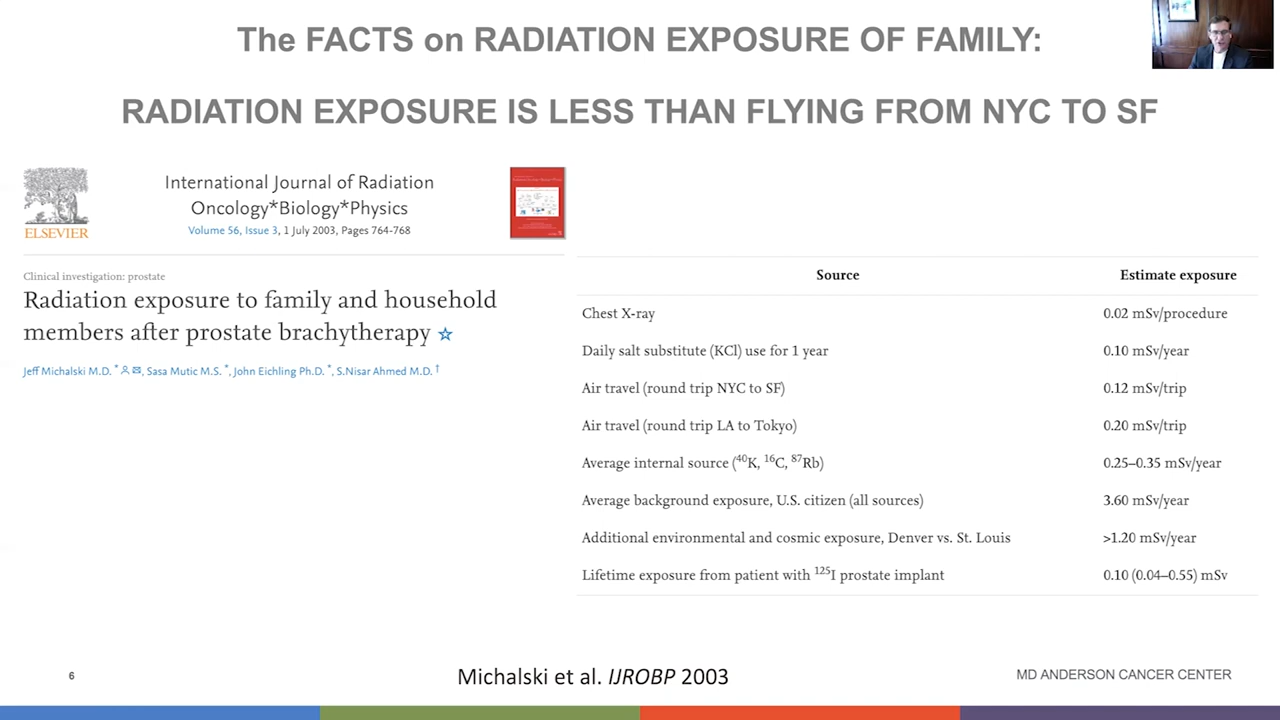 The FACTS on RADIATION EXPOSURE OF FAMILY:
RADIATION EXPOSURE IS LESS THAN FLYING FROM NYC TO SF
ELSEVIER
International Journal of Radiation
Oncology*Biology*Physics
Volume 56, Issue 3, 1 July 2003, Pages 764-768
Clinical investigation: prostate
Radiation exposure to family and household
members after prostate brachytherapy ☆
Jeff Michalski M.D. *, Sasa Mutic M.S. *, John Eichling Ph.D. *, S.Nisar Ahmed M.D. †
Source Estimate exposure
Chest X-ray 0.02 mSv/procedure
Daily salt substitute (KCl) use for 1 year 0.10 mSv/year
Air travel (round trip NYC to SF) 0.12 mSv/trip
Air travel (round trip LA to Tokyo) 0.20 mSv/trip
Average internal source (⁴⁰K, ¹⁶C, ⁸⁷Rb) 0.25–0.35 mSv/year
Average background exposure, U.S. citizen (all sources) 3.60 mSv/year
Additional environmental and cosmic exposure, Denver vs. St. Louis >1.20 mSv/year
Lifetime exposure from patient with ¹²⁵I prostate implant 0.10 (0.04–0.55) mSv
6
Michalski et al. IJROBP 2003
MD ANDERSON CANCER CENTER